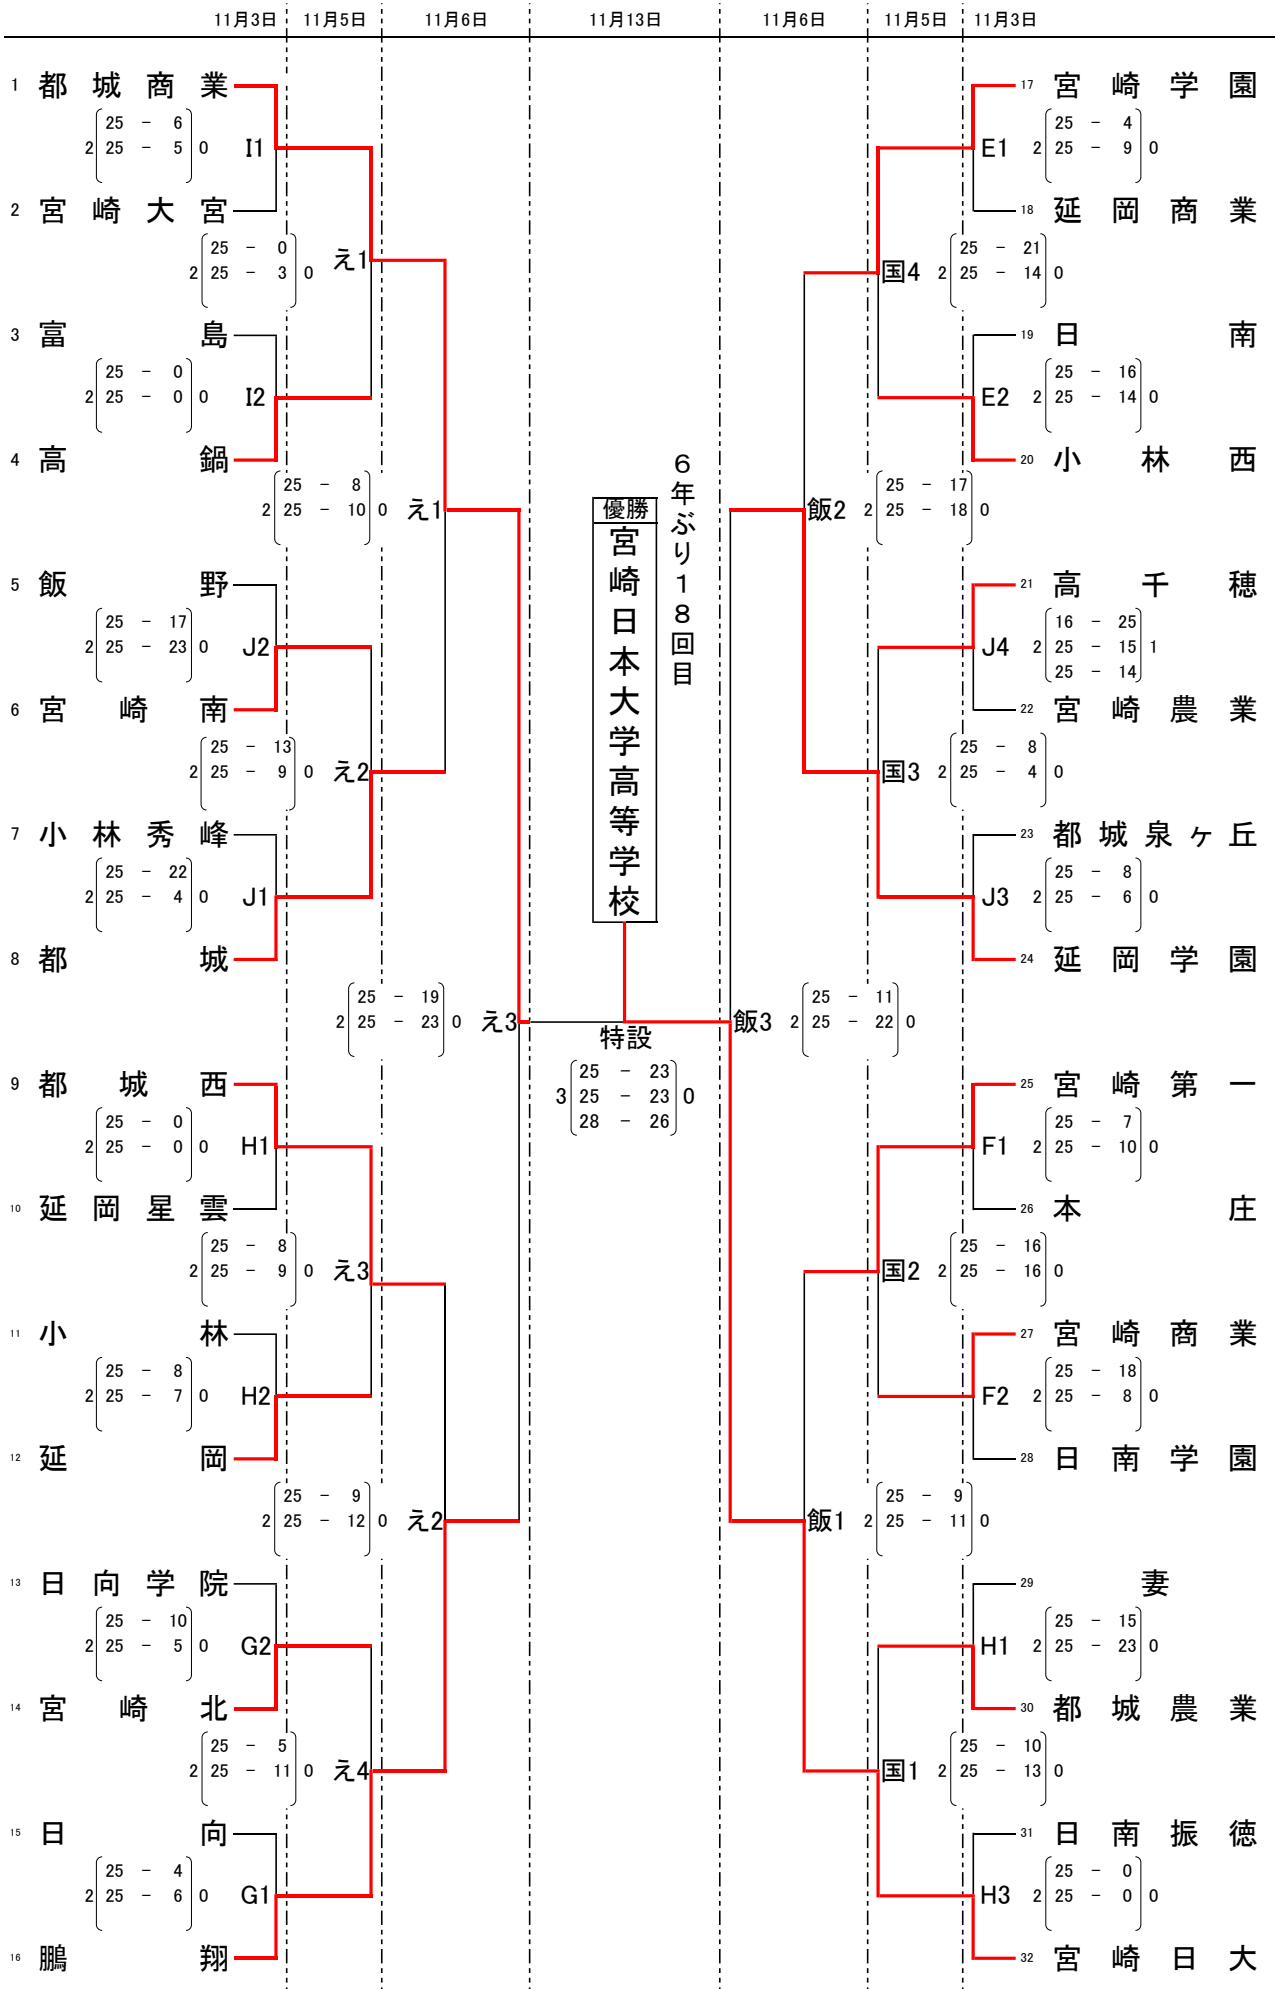 11月3日 11月5日 11月6日 11月13日 11月6日 11月5日 11月3日
1 都城商業
25 - 6
2 25 - 5 0 I1
2 宮崎大宮
25 - 0
2 25 - 3 0 え1
3 富島
25 - 0
2 25 - 0 0 I2
4 高鍋
25 - 8
2 25 - 10 0 え1
5 飯野
25 - 17
2 25 - 23 0 J2
6 宮崎南
25 - 13
2 25 - 9 0 え2
7 小林秀峰
25 - 22
2 25 - 4 0 J1
8 都城
25 - 19
2 25 - 23 0 え3
9 都城西
25 - 0
2 25 - 0 0 H1
10 延岡星雲
25 - 8
2 25 - 9 0 え3
11 小林
25 - 8
2 25 - 7 0 H2
12 延岡
25 - 9
2 25 - 12 0 え2
13 日向学院
25 - 10
2 25 - 5 0 G2
14 宮崎北
25 - 5
2 25 - 11 0 え4
15 日向
25 - 4
2 25 - 6 0 G1
16 鵬翔
6年ぶり18回目
優勝
宮崎日本大学高等学校
特設
25 - 23
3 25 - 23 0
28 - 26
17 宮崎学園
25 - 4
E1 2 25 - 9 0
18 延岡商業
25 - 21
国4 2 25 - 14 0
19 日南
25 - 16
E2 2 25 - 14 0
20 小林西
25 - 17
飯2 2 25 - 18 0
21 高千穂
16 - 25
J4 2 25 - 15 1
25 - 14
22 宮崎農業
25 - 8
国3 2 25 - 4 0
23 都城泉ヶ丘
25 - 8
J3 2 25 - 6 0
24 延岡学園
25 - 11
飯3 2 25 - 22 0
25 宮崎第一
25 - 7
F1 2 25 - 10 0
26 本庄
25 - 16
国2 2 25 - 16 0
27 宮崎商業
25 - 18
F2 2 25 - 8 0
28 日南学園
25 - 9
飯1 2 25 - 11 0
29 妻
25 - 15
H1 2 25 - 23 0
30 都城農業
25 - 10
国1 2 25 - 13 0
31 日南振徳
25 - 0
H3 2 25 - 0 0
32 宮崎日大